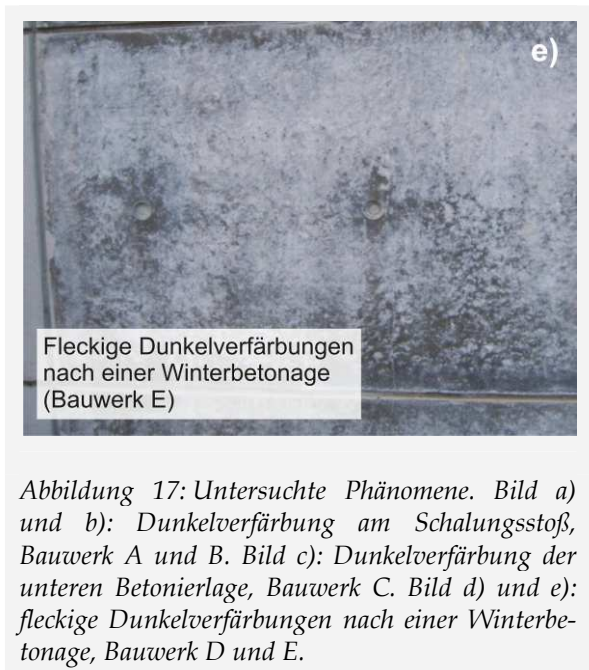 e)
Fleckige Dunkelverfärbungen
nach einer Winterbetonage
(Bauwerk E)
Abbildung 17: Untersuchte Phänomene. Bild a)
und b): Dunkelverfärbung am Schalungsstoß,
Bauwerk A und B. Bild c): Dunkelverfärbung der
unteren Betonierlage, Bauwerk C. Bild d) und e):
fleckige Dunkelverfärbungen nach einer Winterbe-
tonage, Bauwerk D und E.